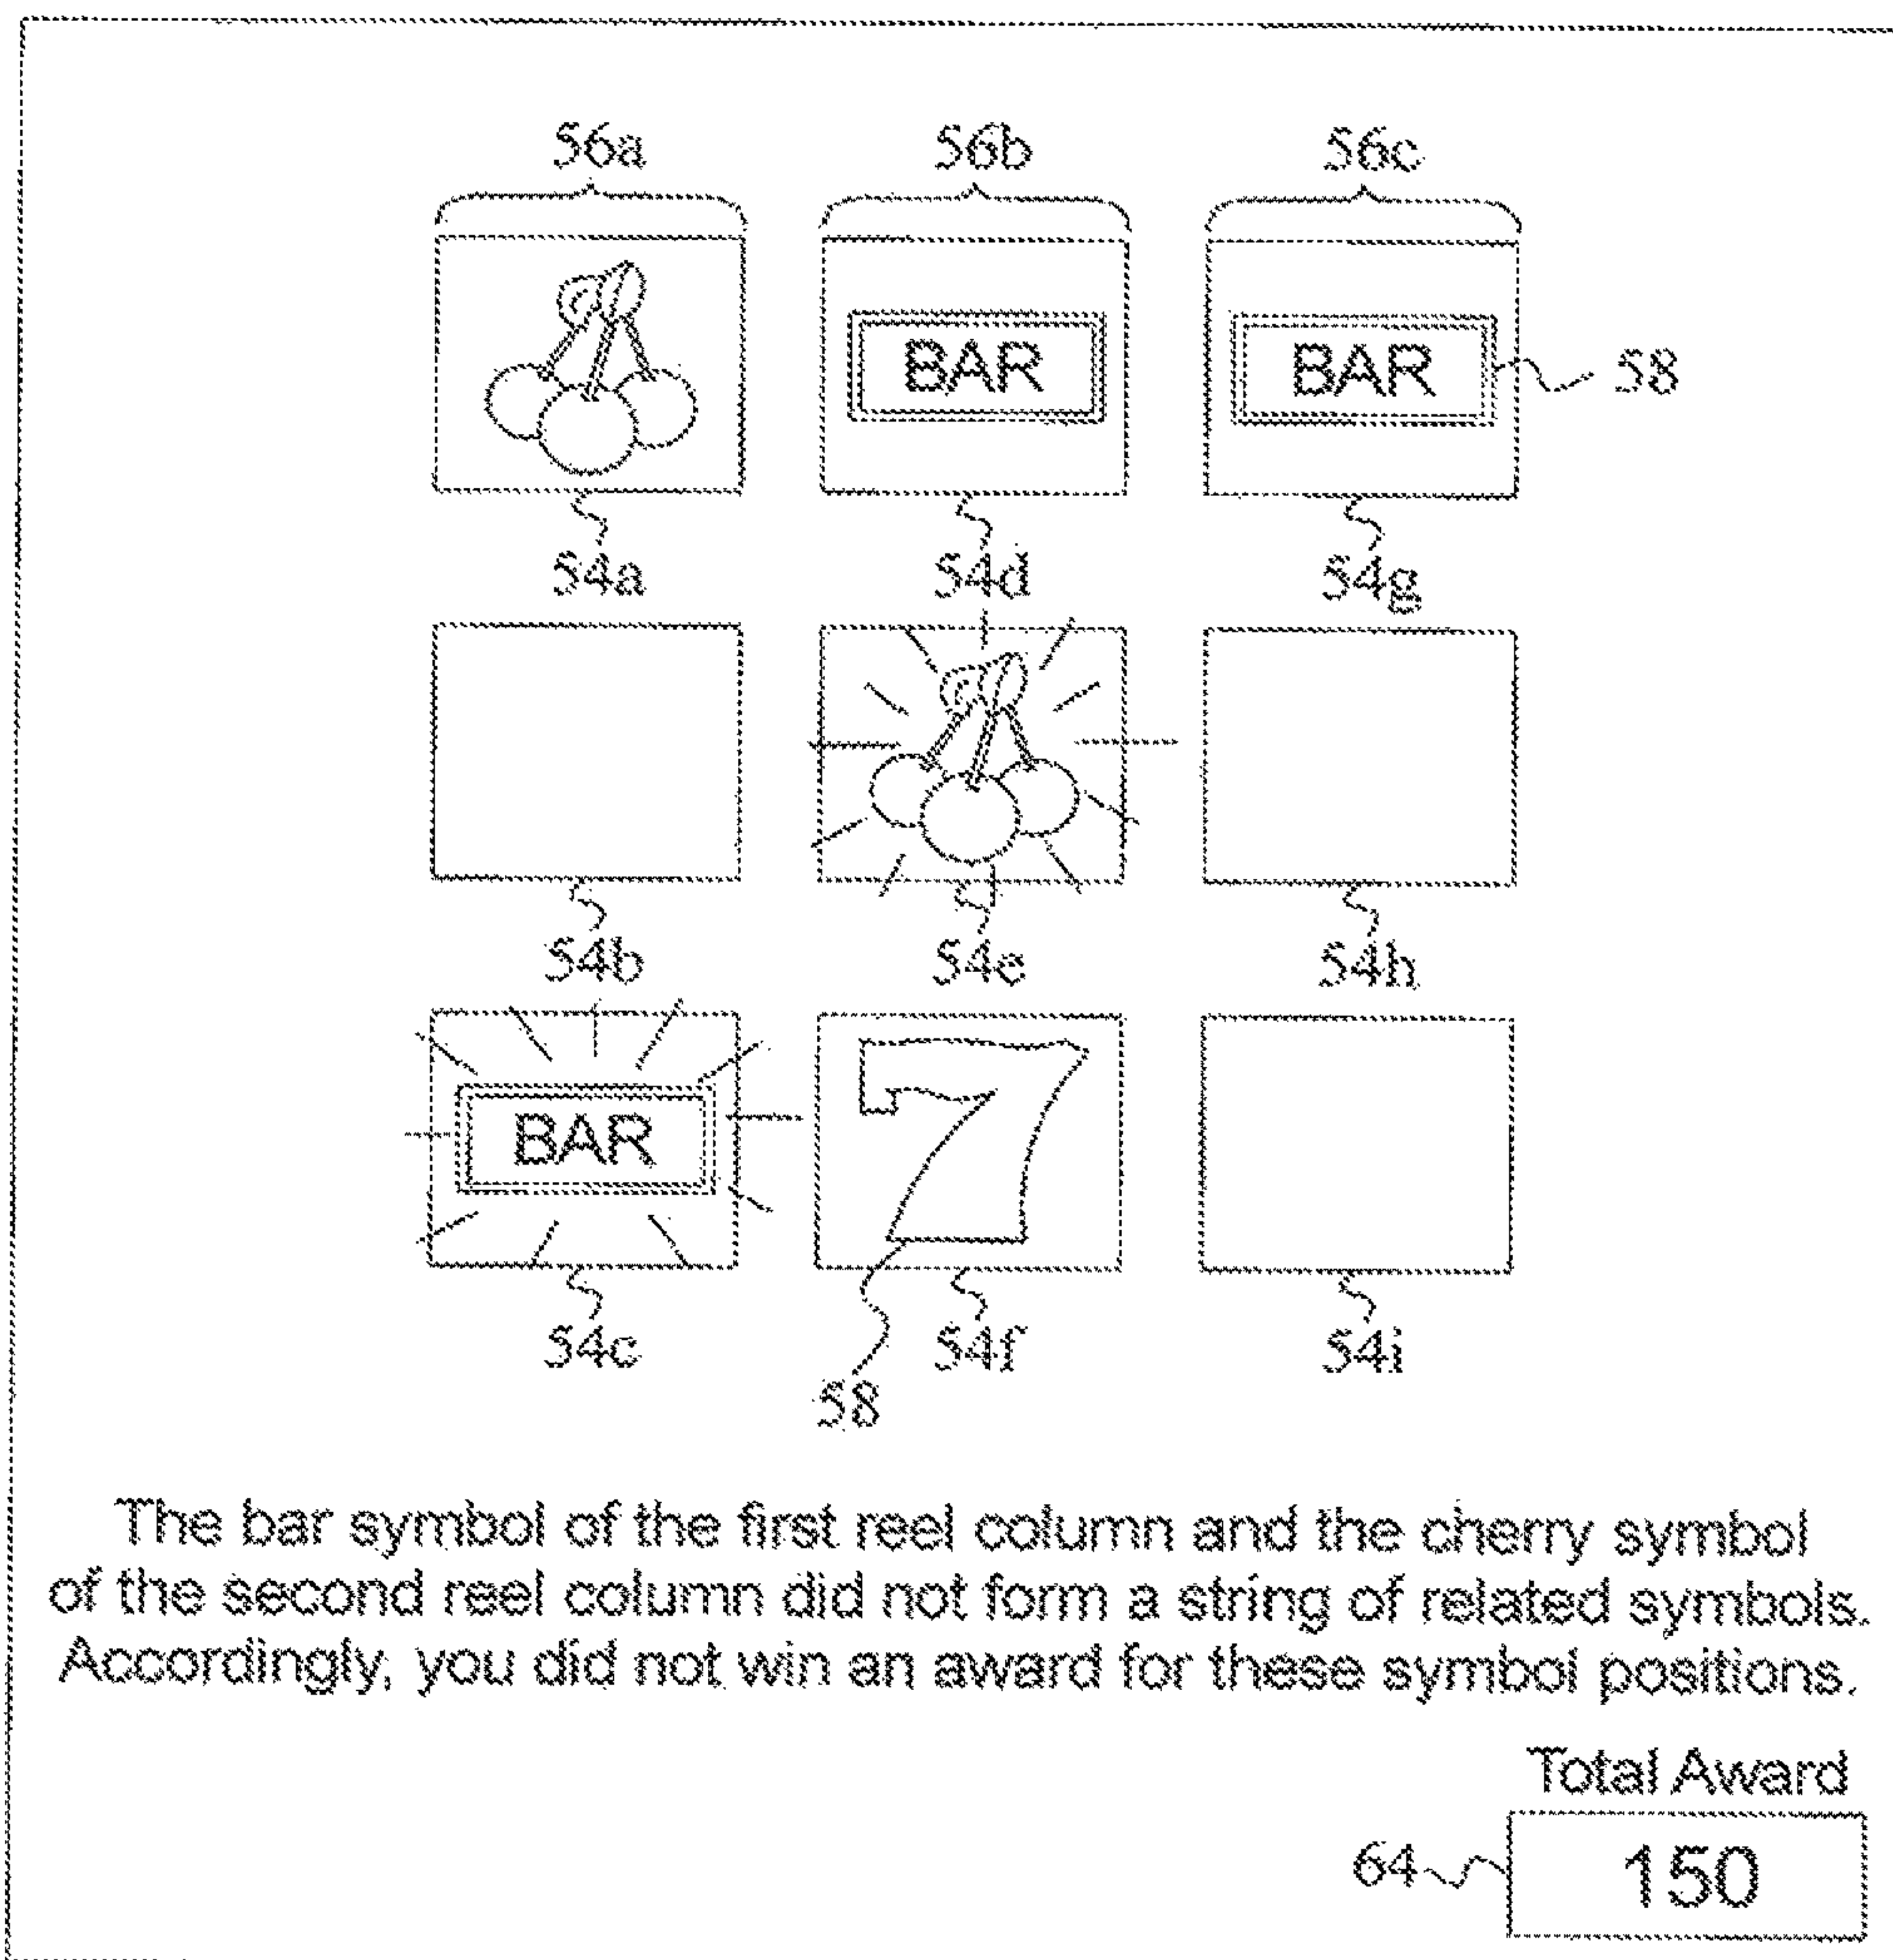 56a 56b 56c
BAR BAR 58
54a 54d 54g
54b 54e 54h
BAR 7
54c 54f 54i
58
The bar symbol of the first reel column and the cherry symbol
of the second reel column did not form a string of related symbols.
Accordingly, you did not win an award for these symbol positions.
Total Award
64 150